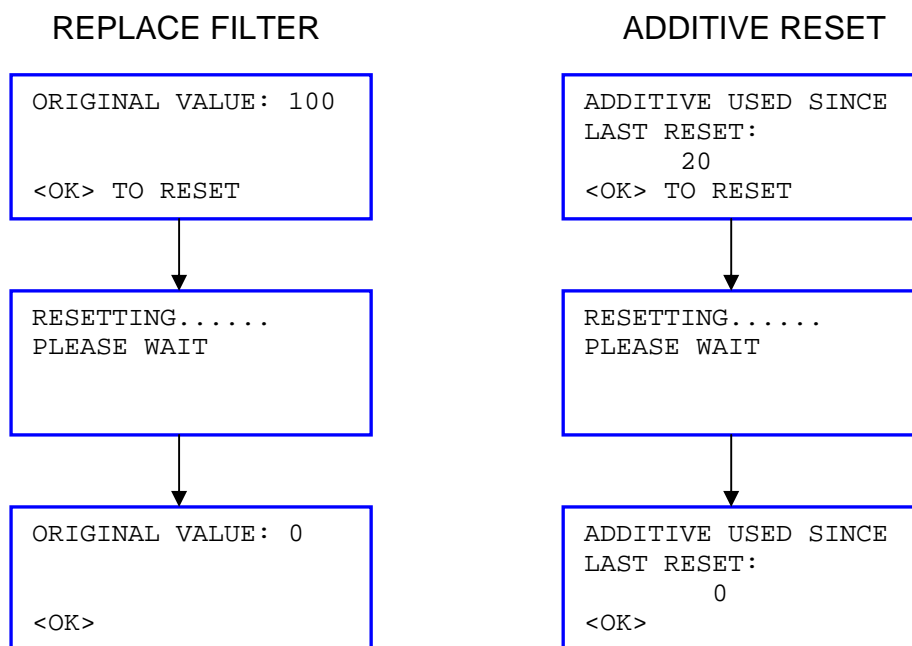 REPLACE FILTER
ORIGINAL VALUE: 100
<OK> TO RESET
RESETTING......
PLEASE WAIT
ORIGINAL VALUE: 0
<OK>
ADDITIVE RESET
ADDITIVE USED SINCE
LAST RESET:
20
<OK> TO RESET
RESETTING......
PLEASE WAIT
ADDITIVE USED SINCE
LAST RESET:
0
<OK>